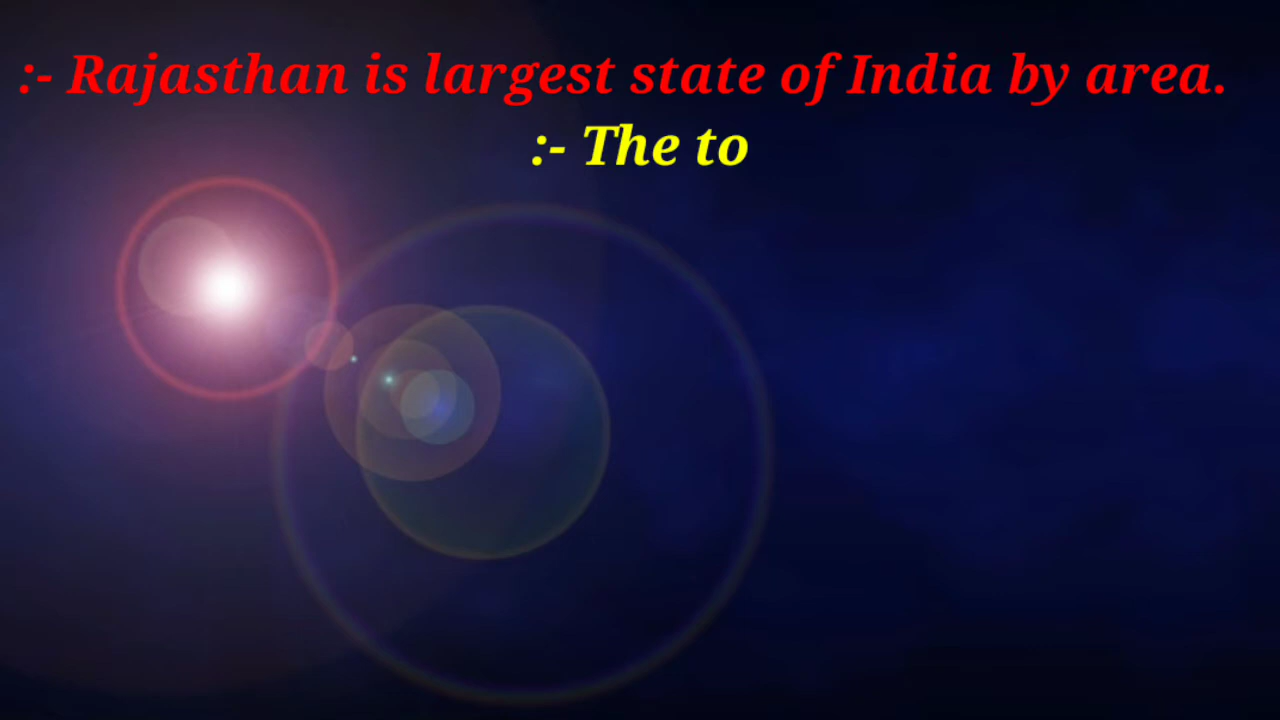 :- Rajasthan is largest state of India by area.
:- The to